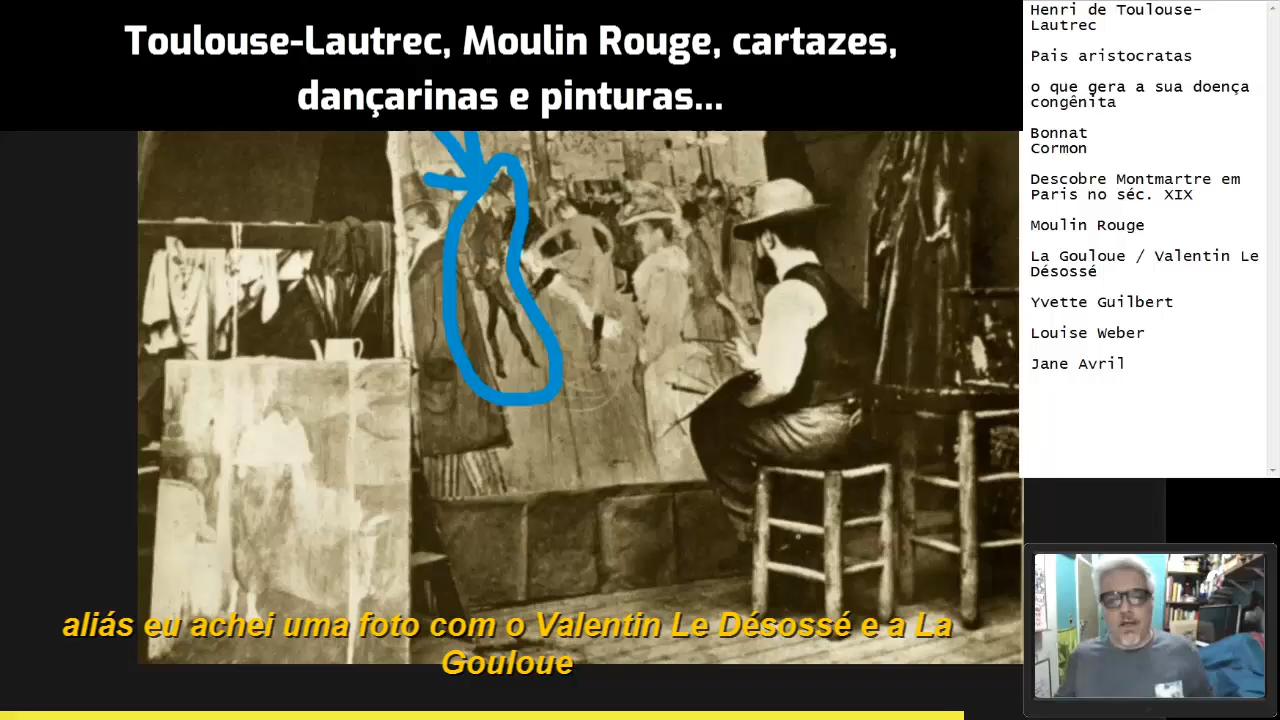 Toulouse-Lautrec, Moulin Rouge, cartazes,
dançarinas e pinturas...
Henri de Toulouse-
Lautrec
Pais aristocratas
o que gera a sua doença
congênita
Bonnat
Cormon
Descobre Montmartre em
Paris no séc. XIX
Moulin Rouge
La Gouloue / Valentin Le
Désossé
Yvette Guilbert
Louise Weber
Jane Avril
aliás eu achei uma foto com o Valentin Le Désossé e a La
Gouloue